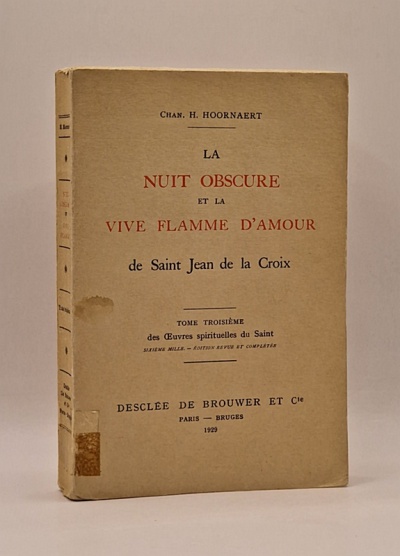 CHAN. H. HOORNAERT
LA
NUIT OBSCURE
ET LA
VIVE FLAMME D'AMOUR
de Saint Jean de la Croix
TOME TROISIÈME
des Œuvres spirituelles du Saint
SIXIÈME MILLE. — ÉDITION REVUE ET COMPLÉTÉE
DESCLÉE DE BROUWER ET Cie
PARIS — BRUGES
1929